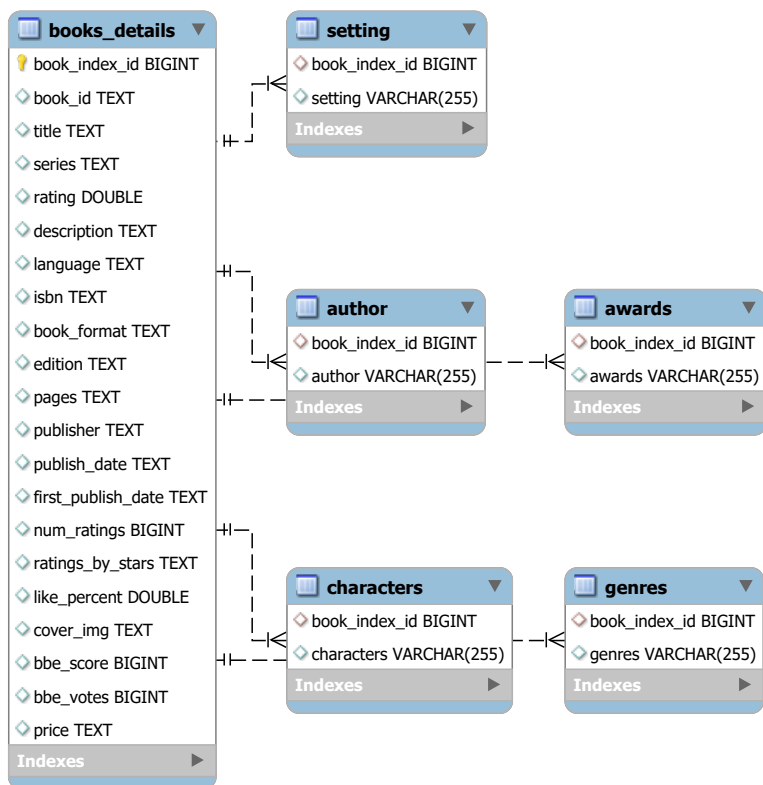 books_details
book_index_id BIGINT
book_id TEXT
title TEXT
series TEXT
rating DOUBLE
description TEXT
language TEXT
isbn TEXT
book_format TEXT
edition TEXT
pages TEXT
publisher TEXT
publish_date TEXT
first_publish_date TEXT
num_ratings BIGINT
ratings_by_stars TEXT
like_percent DOUBLE
cover_img TEXT
bbe_score BIGINT
bbe_votes BIGINT
price TEXT
Indexes
setting
book_index_id BIGINT
setting VARCHAR(255)
Indexes
author
book_index_id BIGINT
author VARCHAR(255)
Indexes
awards
book_index_id BIGINT
awards VARCHAR(255)
Indexes
characters
book_index_id BIGINT
characters VARCHAR(255)
Indexes
genres
book_index_id BIGINT
genres VARCHAR(255)
Indexes